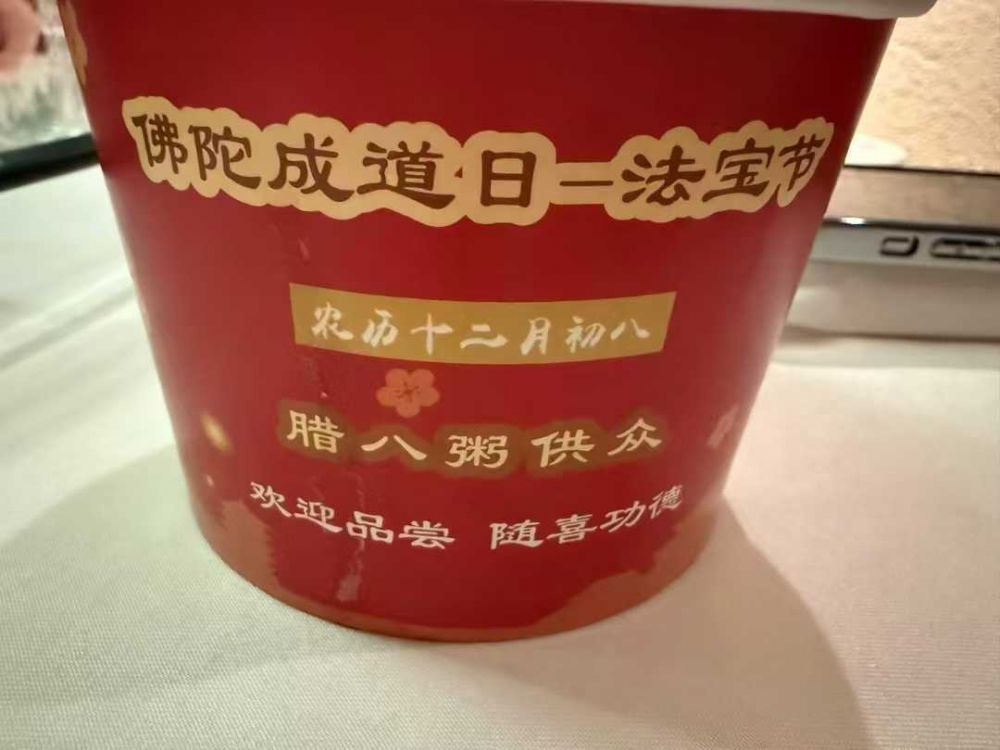 佛陀成道日—法宝节
农历十二月初八
腊八粥供众
欢迎品尝 随喜功德